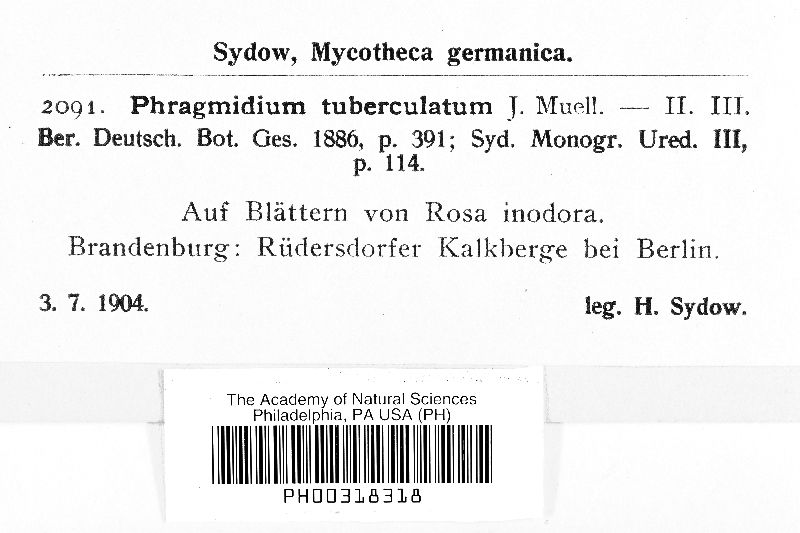 Sydow, Mycotheca germanica.
2091. Phragmidium tuberculatum J. Muell. — II. III.
Ber. Deutsch. Bot. Ges. 1886, p. 391; Syd. Monogr. Ured. III,
p. 114.
Auf Blättern von Rosa inodora.
Brandenburg: Rüdersdorfer Kalkberge bei Berlin.
3. 7. 1904. leg. H. Sydow.
The Academy of Natural Sciences
Philadelphia, PA USA (PH)
PH00318318